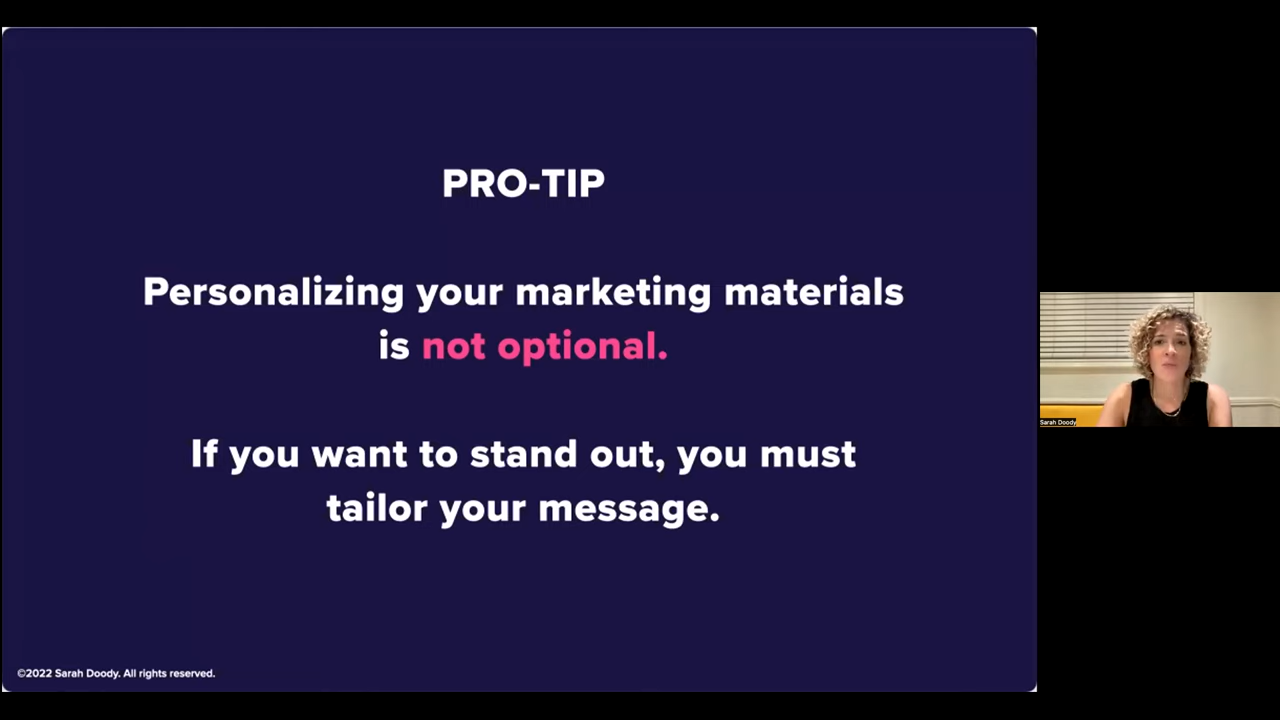 PRO-TIP
Personalizing your marketing materials
is not optional.
If you want to stand out, you must
tailor your message.
©2022 Sarah Doody. All rights reserved.
Sarah Doody